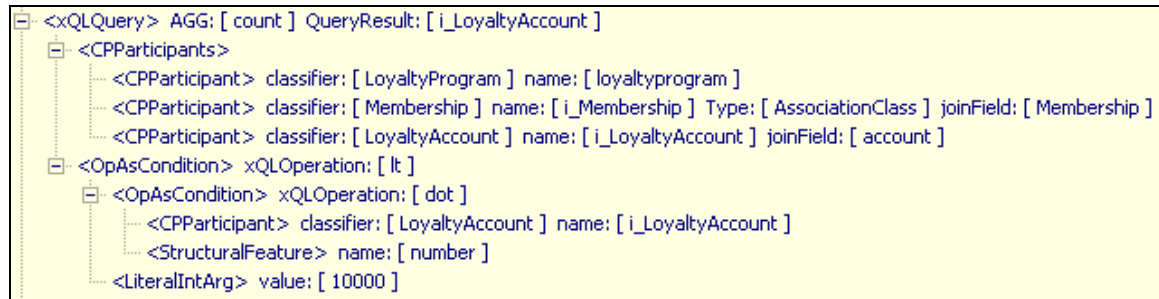 <xQLQuery> AGG: [ count ] QueryResult: [ i_LoyaltyAccount ]
<CPParticipants>
<CPParticipant> classifier: [ LoyaltyProgram ] name: [ loyaltyprogram ]
<CPParticipant> classifier: [ Membership ] name: [ i_Membership ] Type: [ AssociationClass ] joinField: [ Membership ]
<CPParticipant> classifier: [ LoyaltyAccount ] name: [ i_LoyaltyAccount ] joinField: [ account ]
<OpAsCondition> xQLOperation: [ lt ]
<OpAsCondition> xQLOperation: [ dot ]
<CPParticipant> classifier: [ LoyaltyAccount ] name: [ i_LoyaltyAccount ]
<StructuralFeature> name: [ number ]
<LiteralIntArg> value: [ 10000 ]